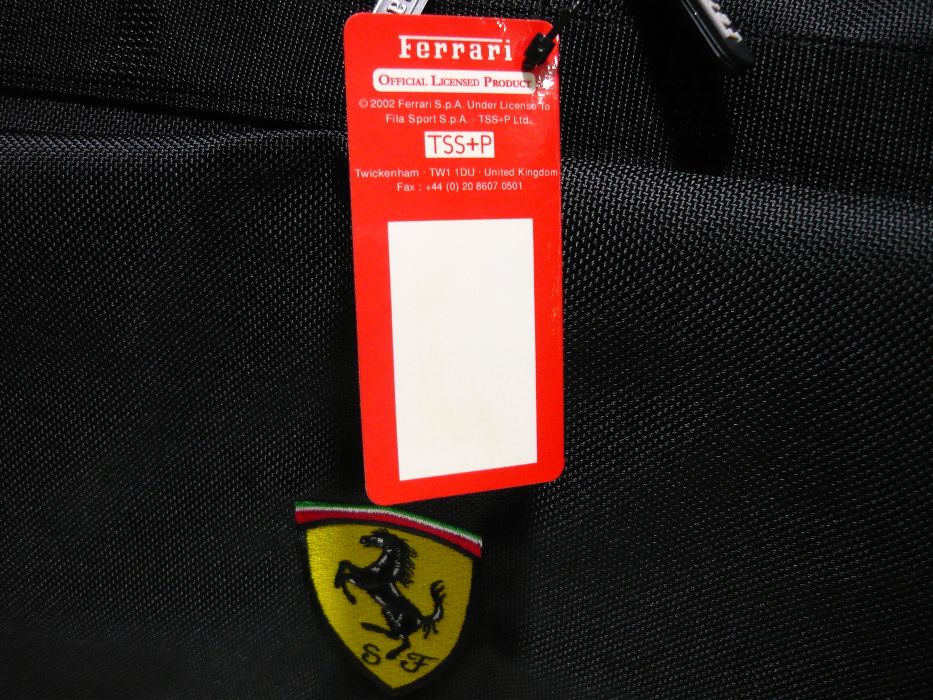 Ferrari
OFFICIAL LICENSED PRODUCT
© 2002 Ferrari S.p.A. Under License To
Fila Sport S.p.A. - TSS+P Ltd.
TSS+P
Twickenham · TW1 1DU · United Kingdom
Fax : +44 (0) 20 8607 0501
S F